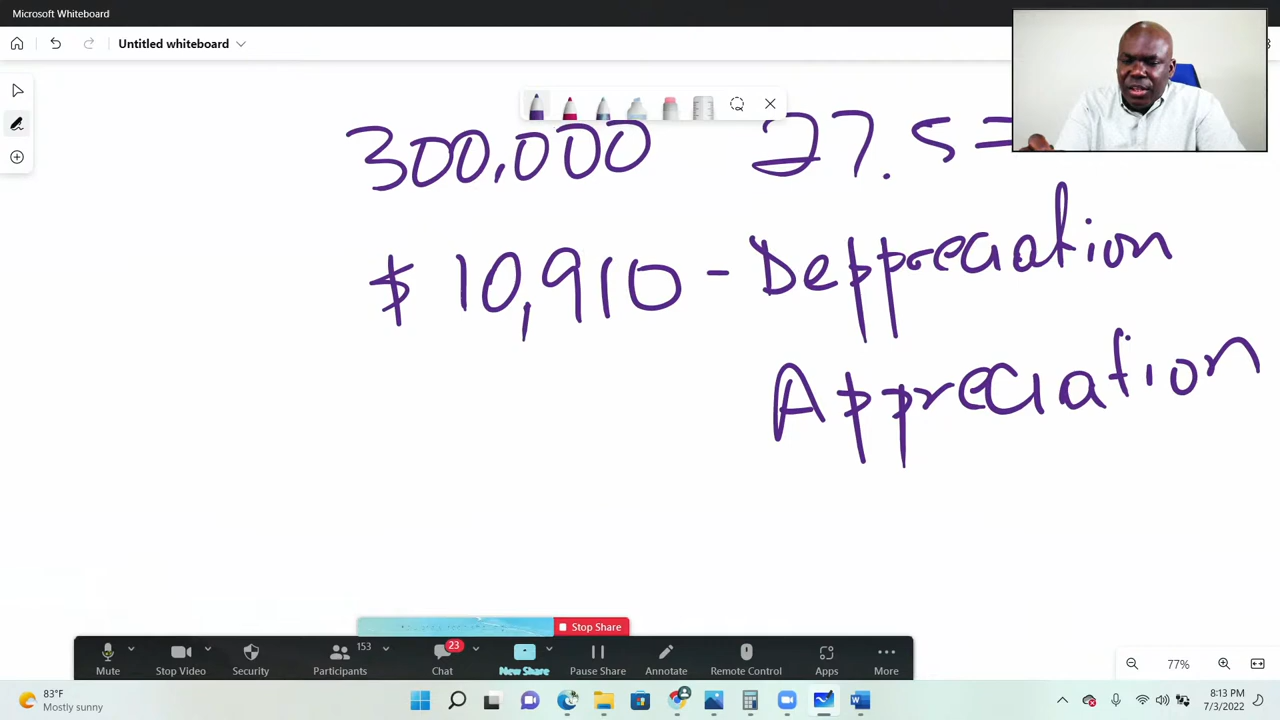 Microsoft Whiteboard
Untitled whiteboard
300,000 27.5=
$ 10,910 - Deppreciation
Appreciation
Stop Share
153
23
Mute
Stop Video
Security
Participants
Chat
New Share
Pause Share
Annotate
Remote Control
Apps
More
77%
83°F
Mostly sunny
8:13 PM
7/3/2022